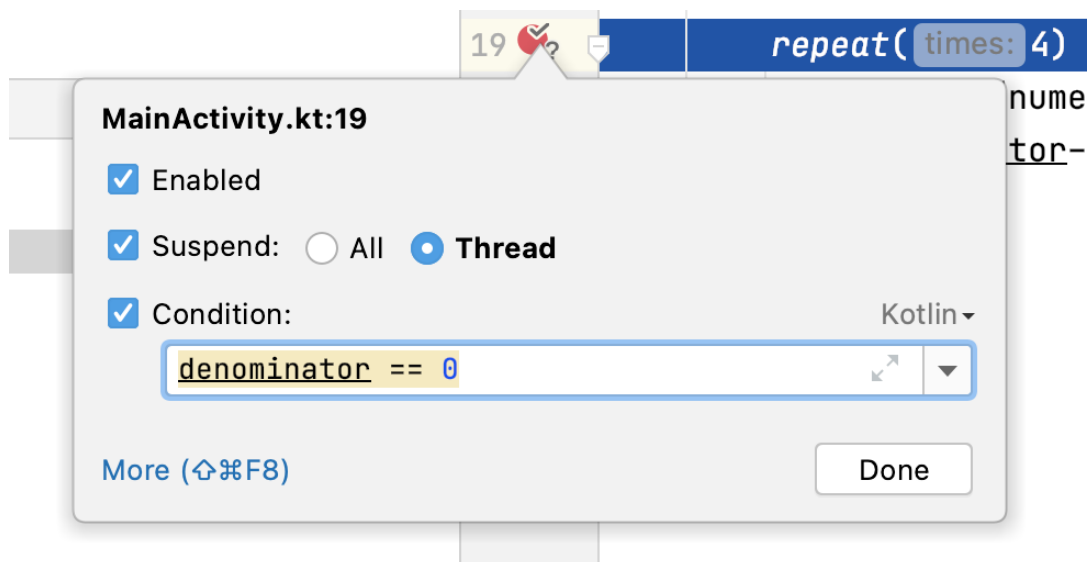 19 ? repeat( times: 4)
nume
tor-
MainActivity.kt:19
Enabled
Suspend: All Thread
Condition: Kotlin
denominator == 0
More (⇧⌘F8) Done